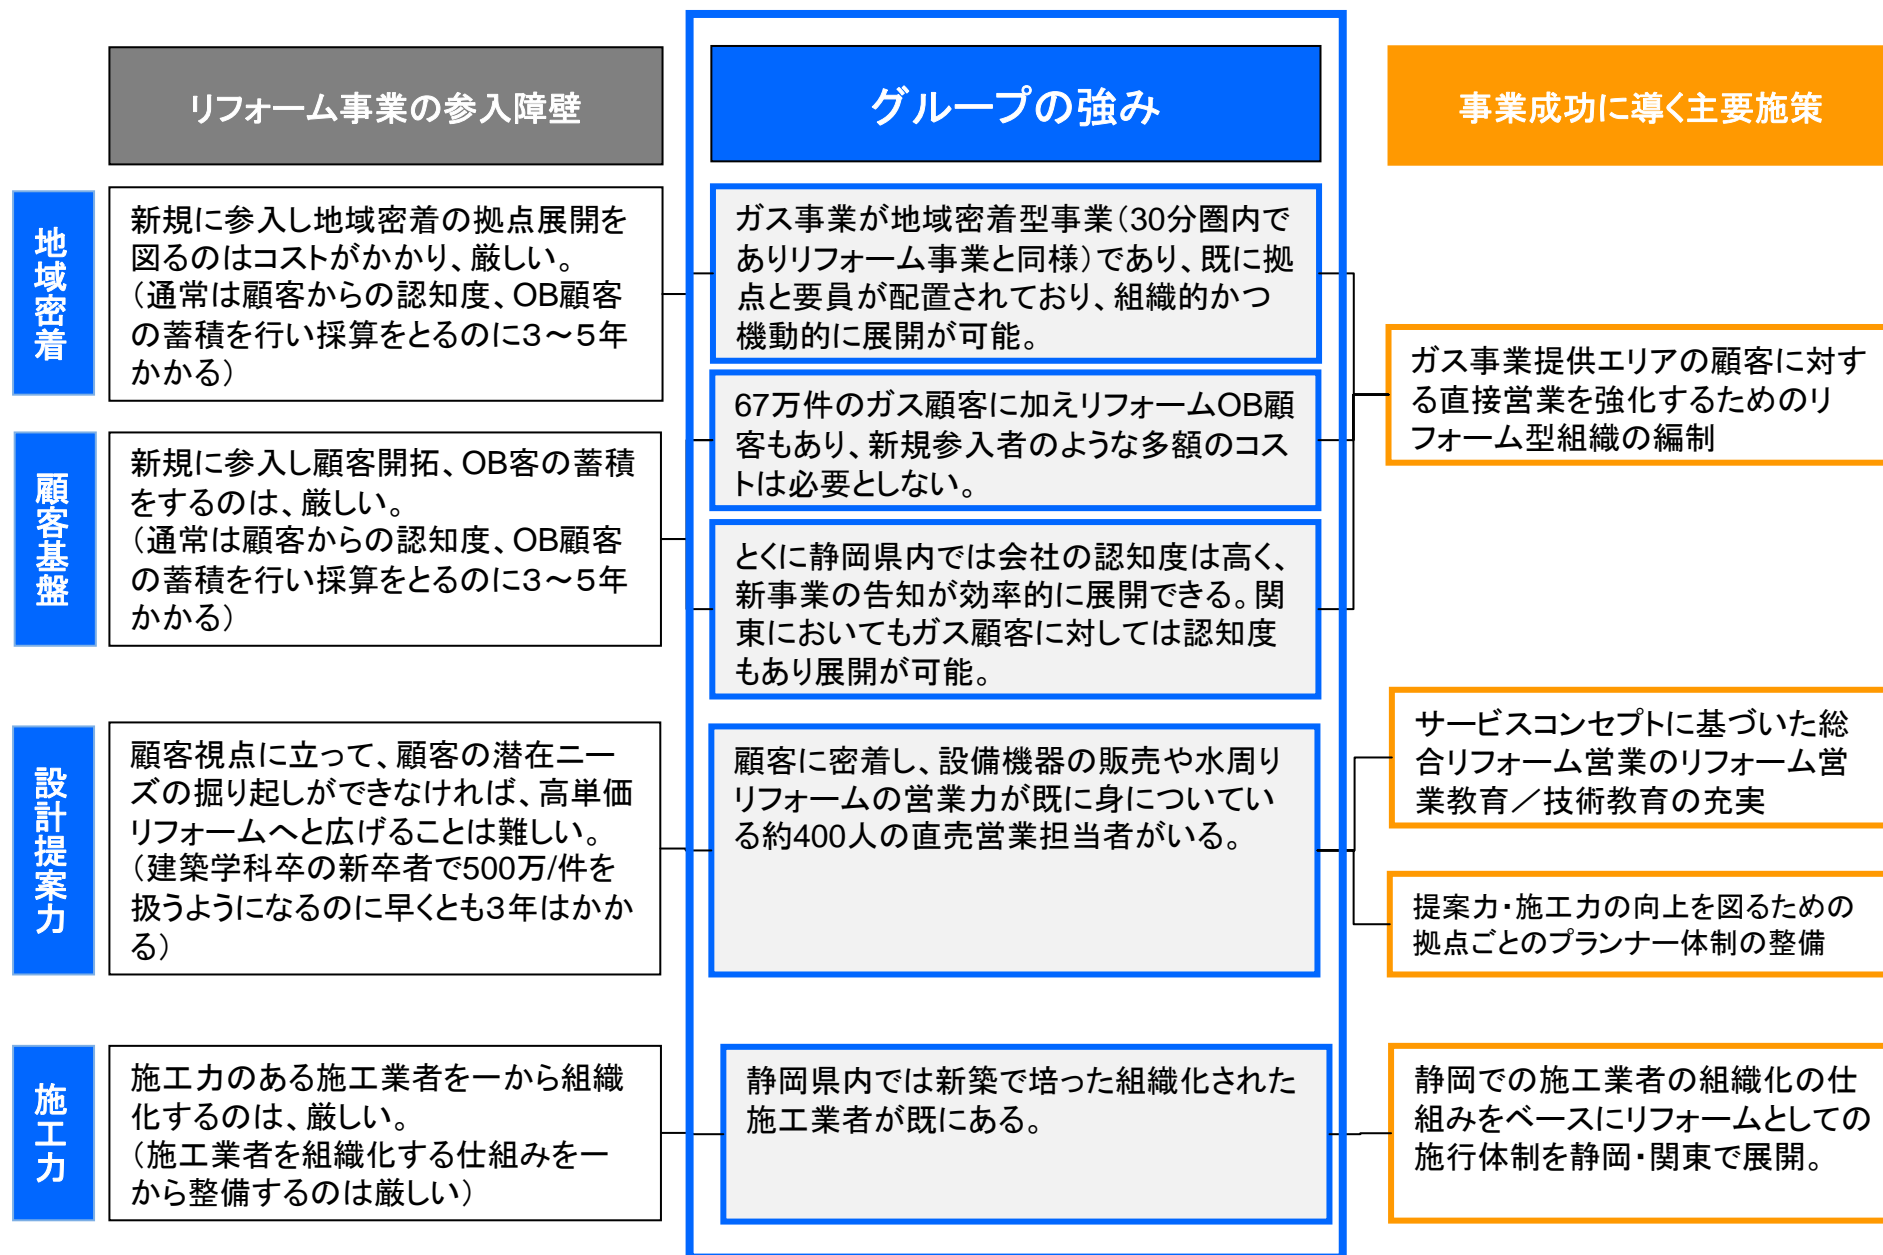 リフォーム事業の参入障壁
グループの強み
事業成功に導く主要施策
地域密着
新規に参入し地域密着の拠点展開を
図るのはコストがかかり、厳しい。
（通常は顧客からの認知度、OB顧客
の蓄積を行い採算をとるのに３～５年
かかる）
ガス事業が地域密着型事業（30分圏内で
ありリフォーム事業と同様）であり、既に拠
点と要員が配置されており、組織的かつ
機動的に展開が可能。
67万件のガス顧客に加えリフォームOB顧
客もあり、新規参入者のような多額のコス
トは必要としない。
ガス事業提供エリアの顧客に対す
る直接営業を強化するためのリ
フォーム型組織の編制
顧客基盤
新規に参入し顧客開拓、OB客の蓄積
をするのは、厳しい。
（通常は顧客からの認知度、OB顧客
の蓄積を行い採算をとるのに３～５年
かかる）
とくに静岡県内では会社の認知度は高く、
新事業の告知が効率的に展開できる。関
東においてもガス顧客に対しては認知度
もあり展開が可能。
設計提案力
顧客視点に立って、顧客の潜在ニー
ズの掘り起しができなければ、高単価
リフォームへと広げることは難しい。
（建築学科卒の新卒者で500万/件を
扱うようになるのに早くとも３年はかか
る）
顧客に密着し、設備機器の販売や水周り
リフォームの営業力が既に身についてい
る約400人の直売営業担当者がいる。
サービスコンセプトに基づいた総
合リフォーム営業のリフォーム営
業教育／技術教育の充実
提案力・施工力の向上を図るための
拠点ごとのプランナー体制の整備
施工力
施工力のある施工業者を一から組織
化するのは、厳しい。
（施工業者を組織化する仕組みを一
から整備するのは厳しい）
静岡県内では新築で培った組織化された
施工業者が既にある。
静岡での施工業者の組織化の仕
組みをベースにリフォームとしての
施行体制を静岡・関東で展開。